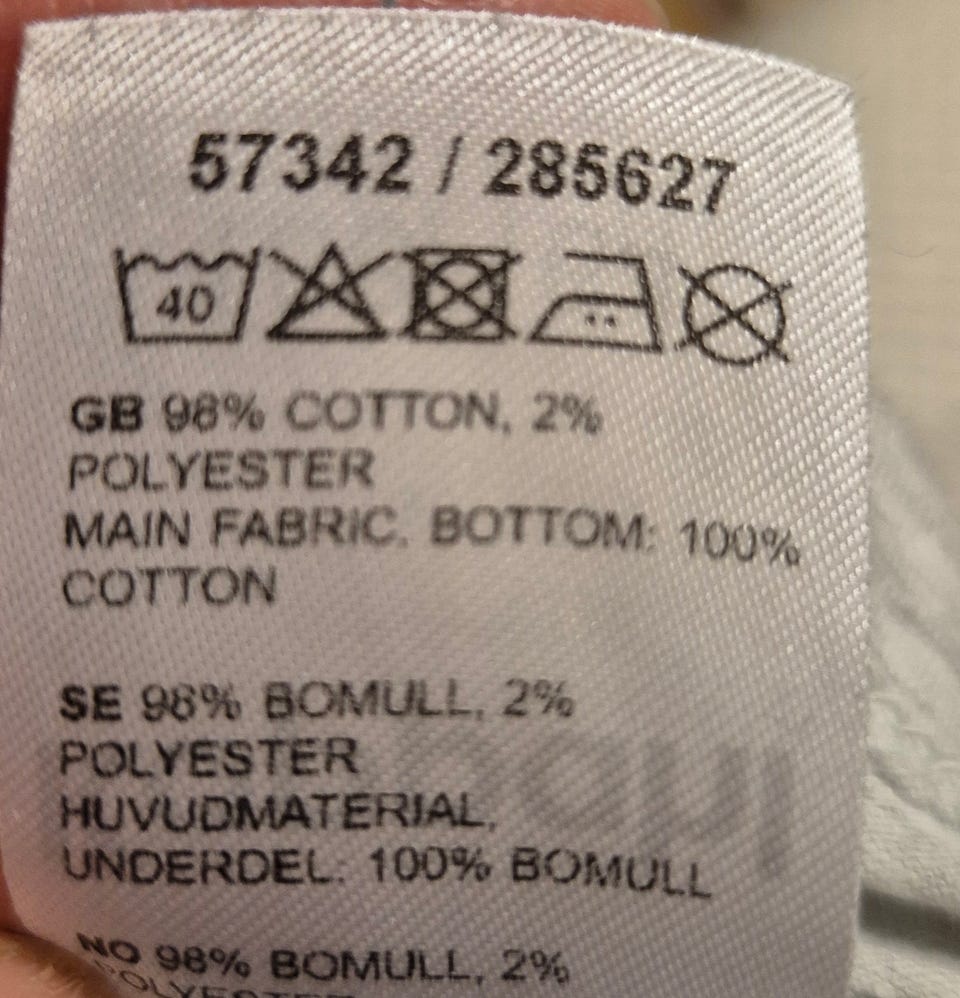 57342 / 285627
40
GB 98% COTTON, 2%
POLYESTER
MAIN FABRIC, BOTTOM: 100%
COTTON
SE 98% BOMULL, 2%
POLYESTER
HUVUDMATERIAL,
UNDERDEL: 100% BOMULL
NO 98% BOMULL, 2%
POLYESTER